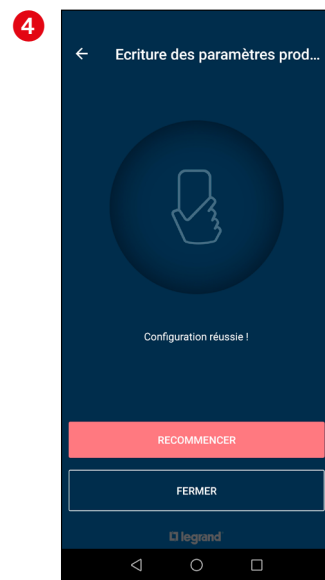 4
Ecriture des paramètres prod...
Configuration réussie !
RECOMMENCER
FERMER
legrand